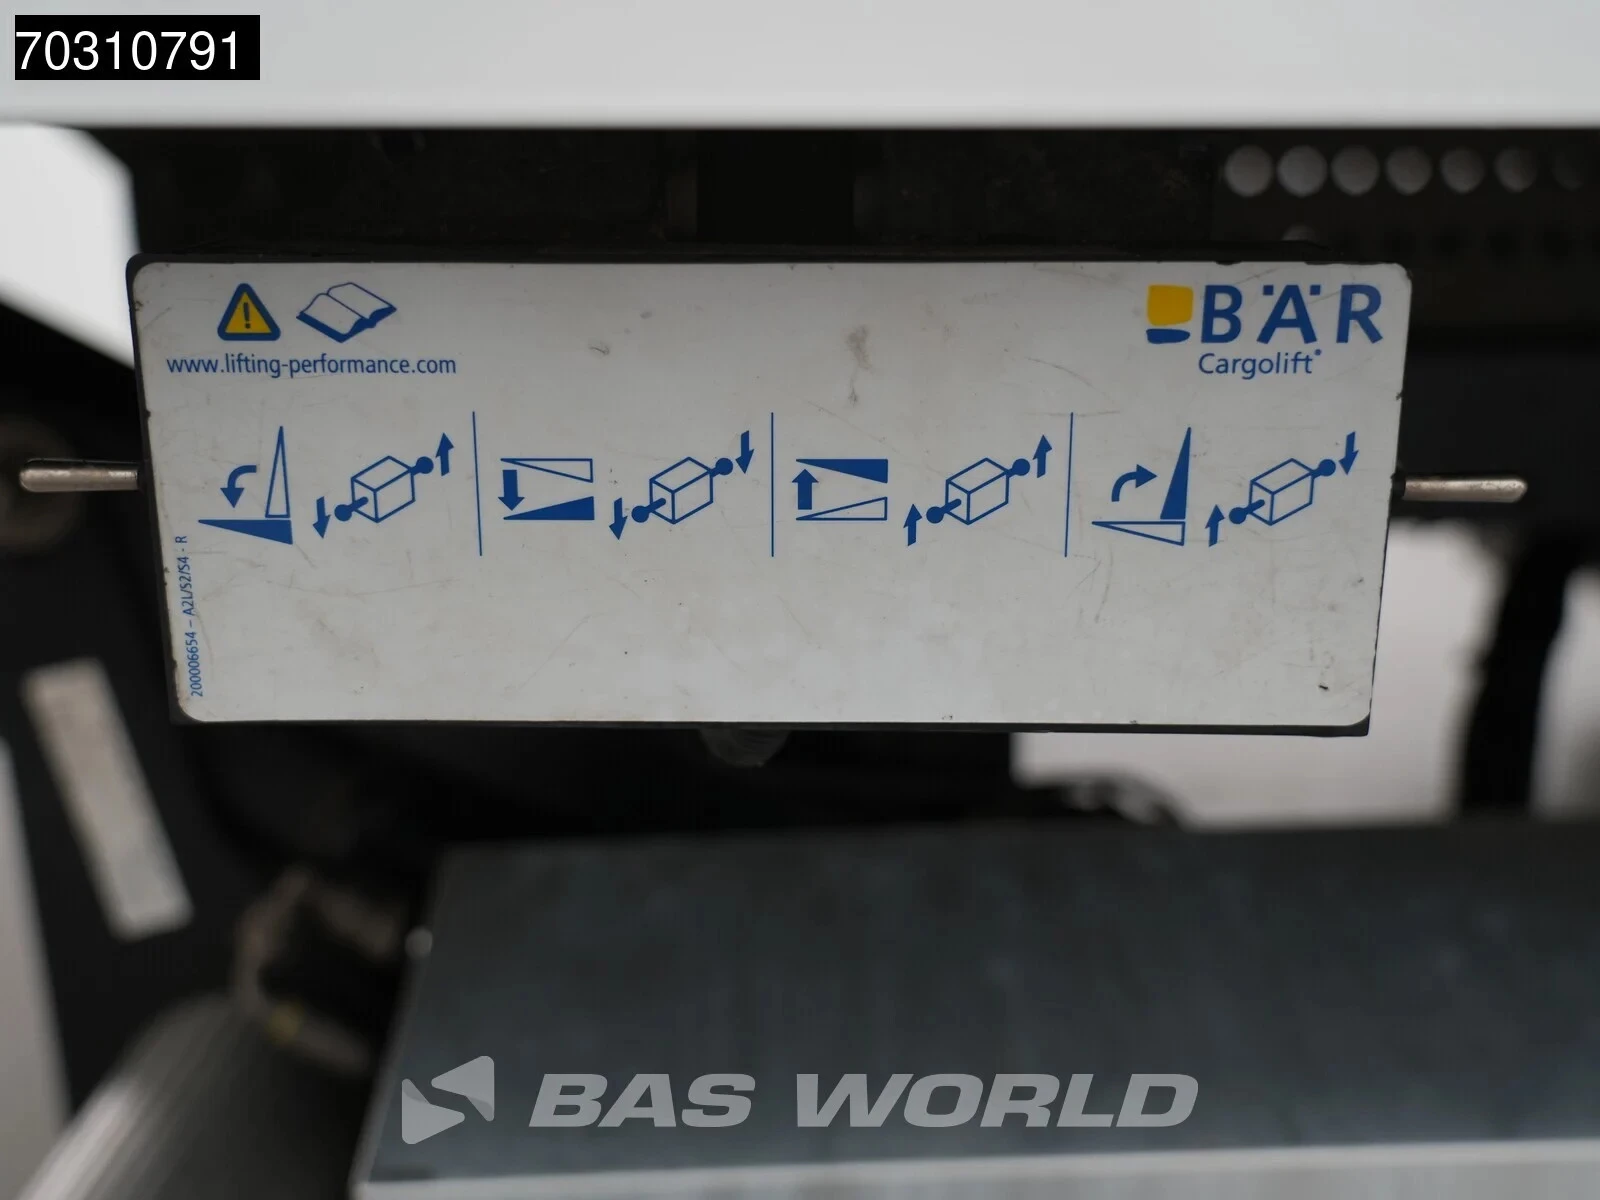 70310791
www.lifting-performance.com
BÄR
Cargolift
200006654 – A2L/S2/S4 - R
BAS WORLD